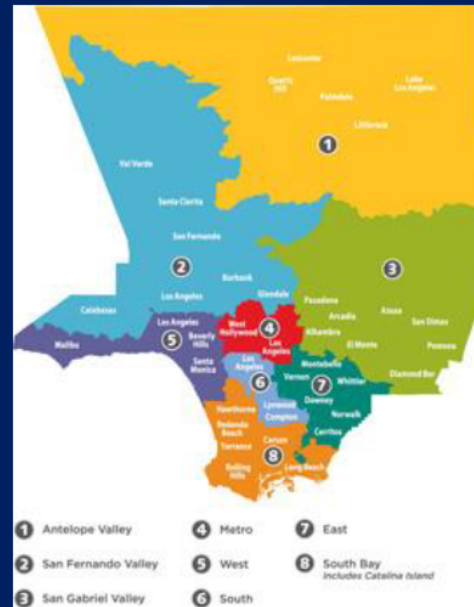 Lancaster
Quartz
Hill
Lake
Los Angeles
Palmdale
Littlerock
1
Val Verde
Santa Clarita
San Fernando
2
3
Burbank
Los Angeles
Glendale
Calabasas
Pasadena
Azusa
Arcadia
San Dimas
Los Angeles
4
West
Hollywood
Alhambra
Malibu
5
Beverly
Hills
Los
Angeles
El Monte
Pomona
Santa
Monica
Los
Angeles
Montebello
Diamond Bar
6
Vernon
7
Whittier
Downey
Hawthorne
Lynwood
Compton
Norwalk
Redondo
Beach
Cerritos
Torrance
Carson
8
Rolling
Hills
Long Beach
1 Antelope Valley
4 Metro
7 East
2 San Fernando Valley
5 West
8 South Bay
includes Catalina Island
3 San Gabriel Valley
6 South